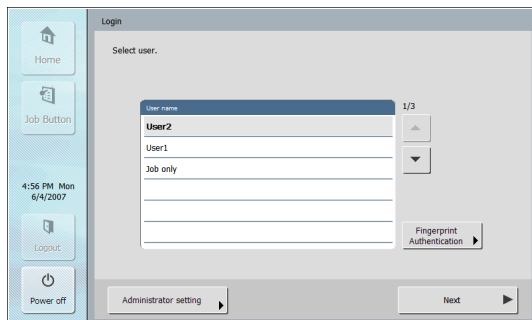 Login
Home
Job Button
4:56 PM Mon
6/4/2007
Logout
Power off
Select user.
User name
1/3
User2
User1
Job only
Fingerprint
Authentication
Administrator setting
Next